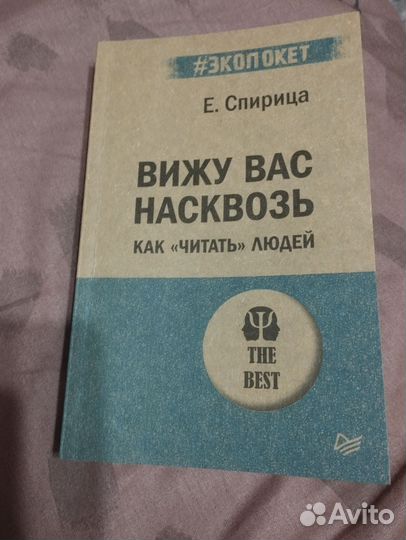 #ЭКОПОКЕТ
Е. Спирица
ВИЖУ ВАС
НАСКВОЗЬ
КАК «ЧИТАТЬ» ЛЮДЕЙ
Ψ
THE
BEST
Avito